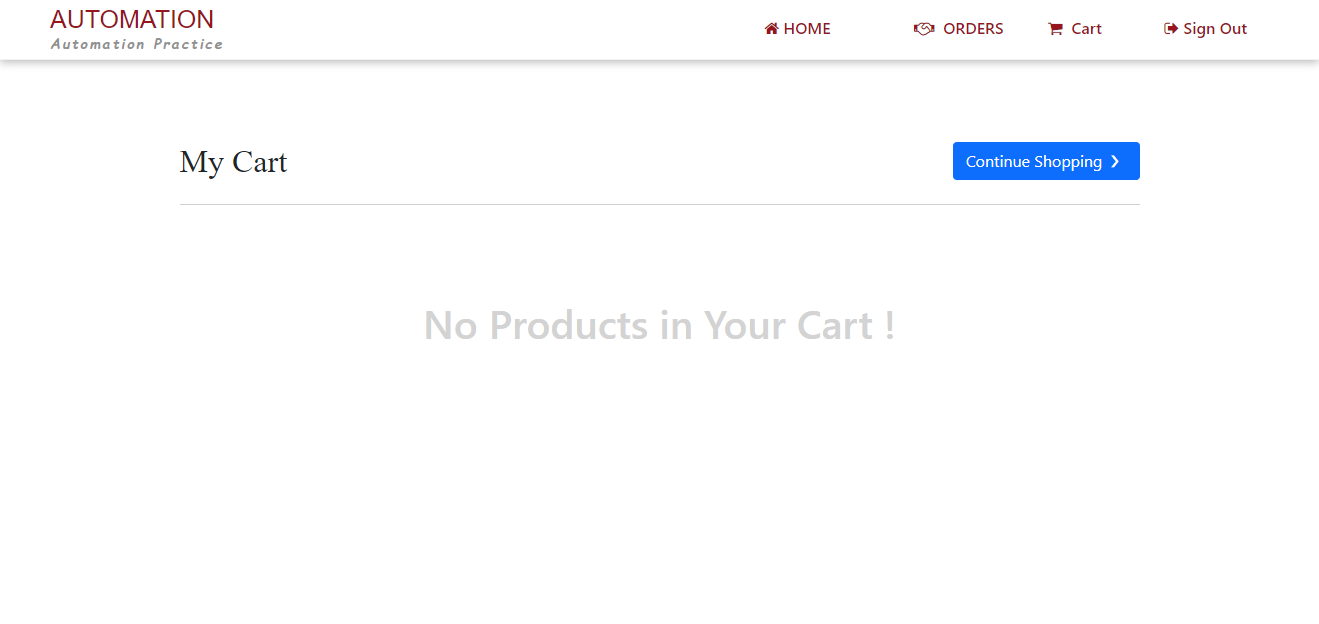 AUTOMATION
Automation Practice
HOME
ORDERS
Cart
Sign Out
My Cart
Continue Shopping
No Products in Your Cart !